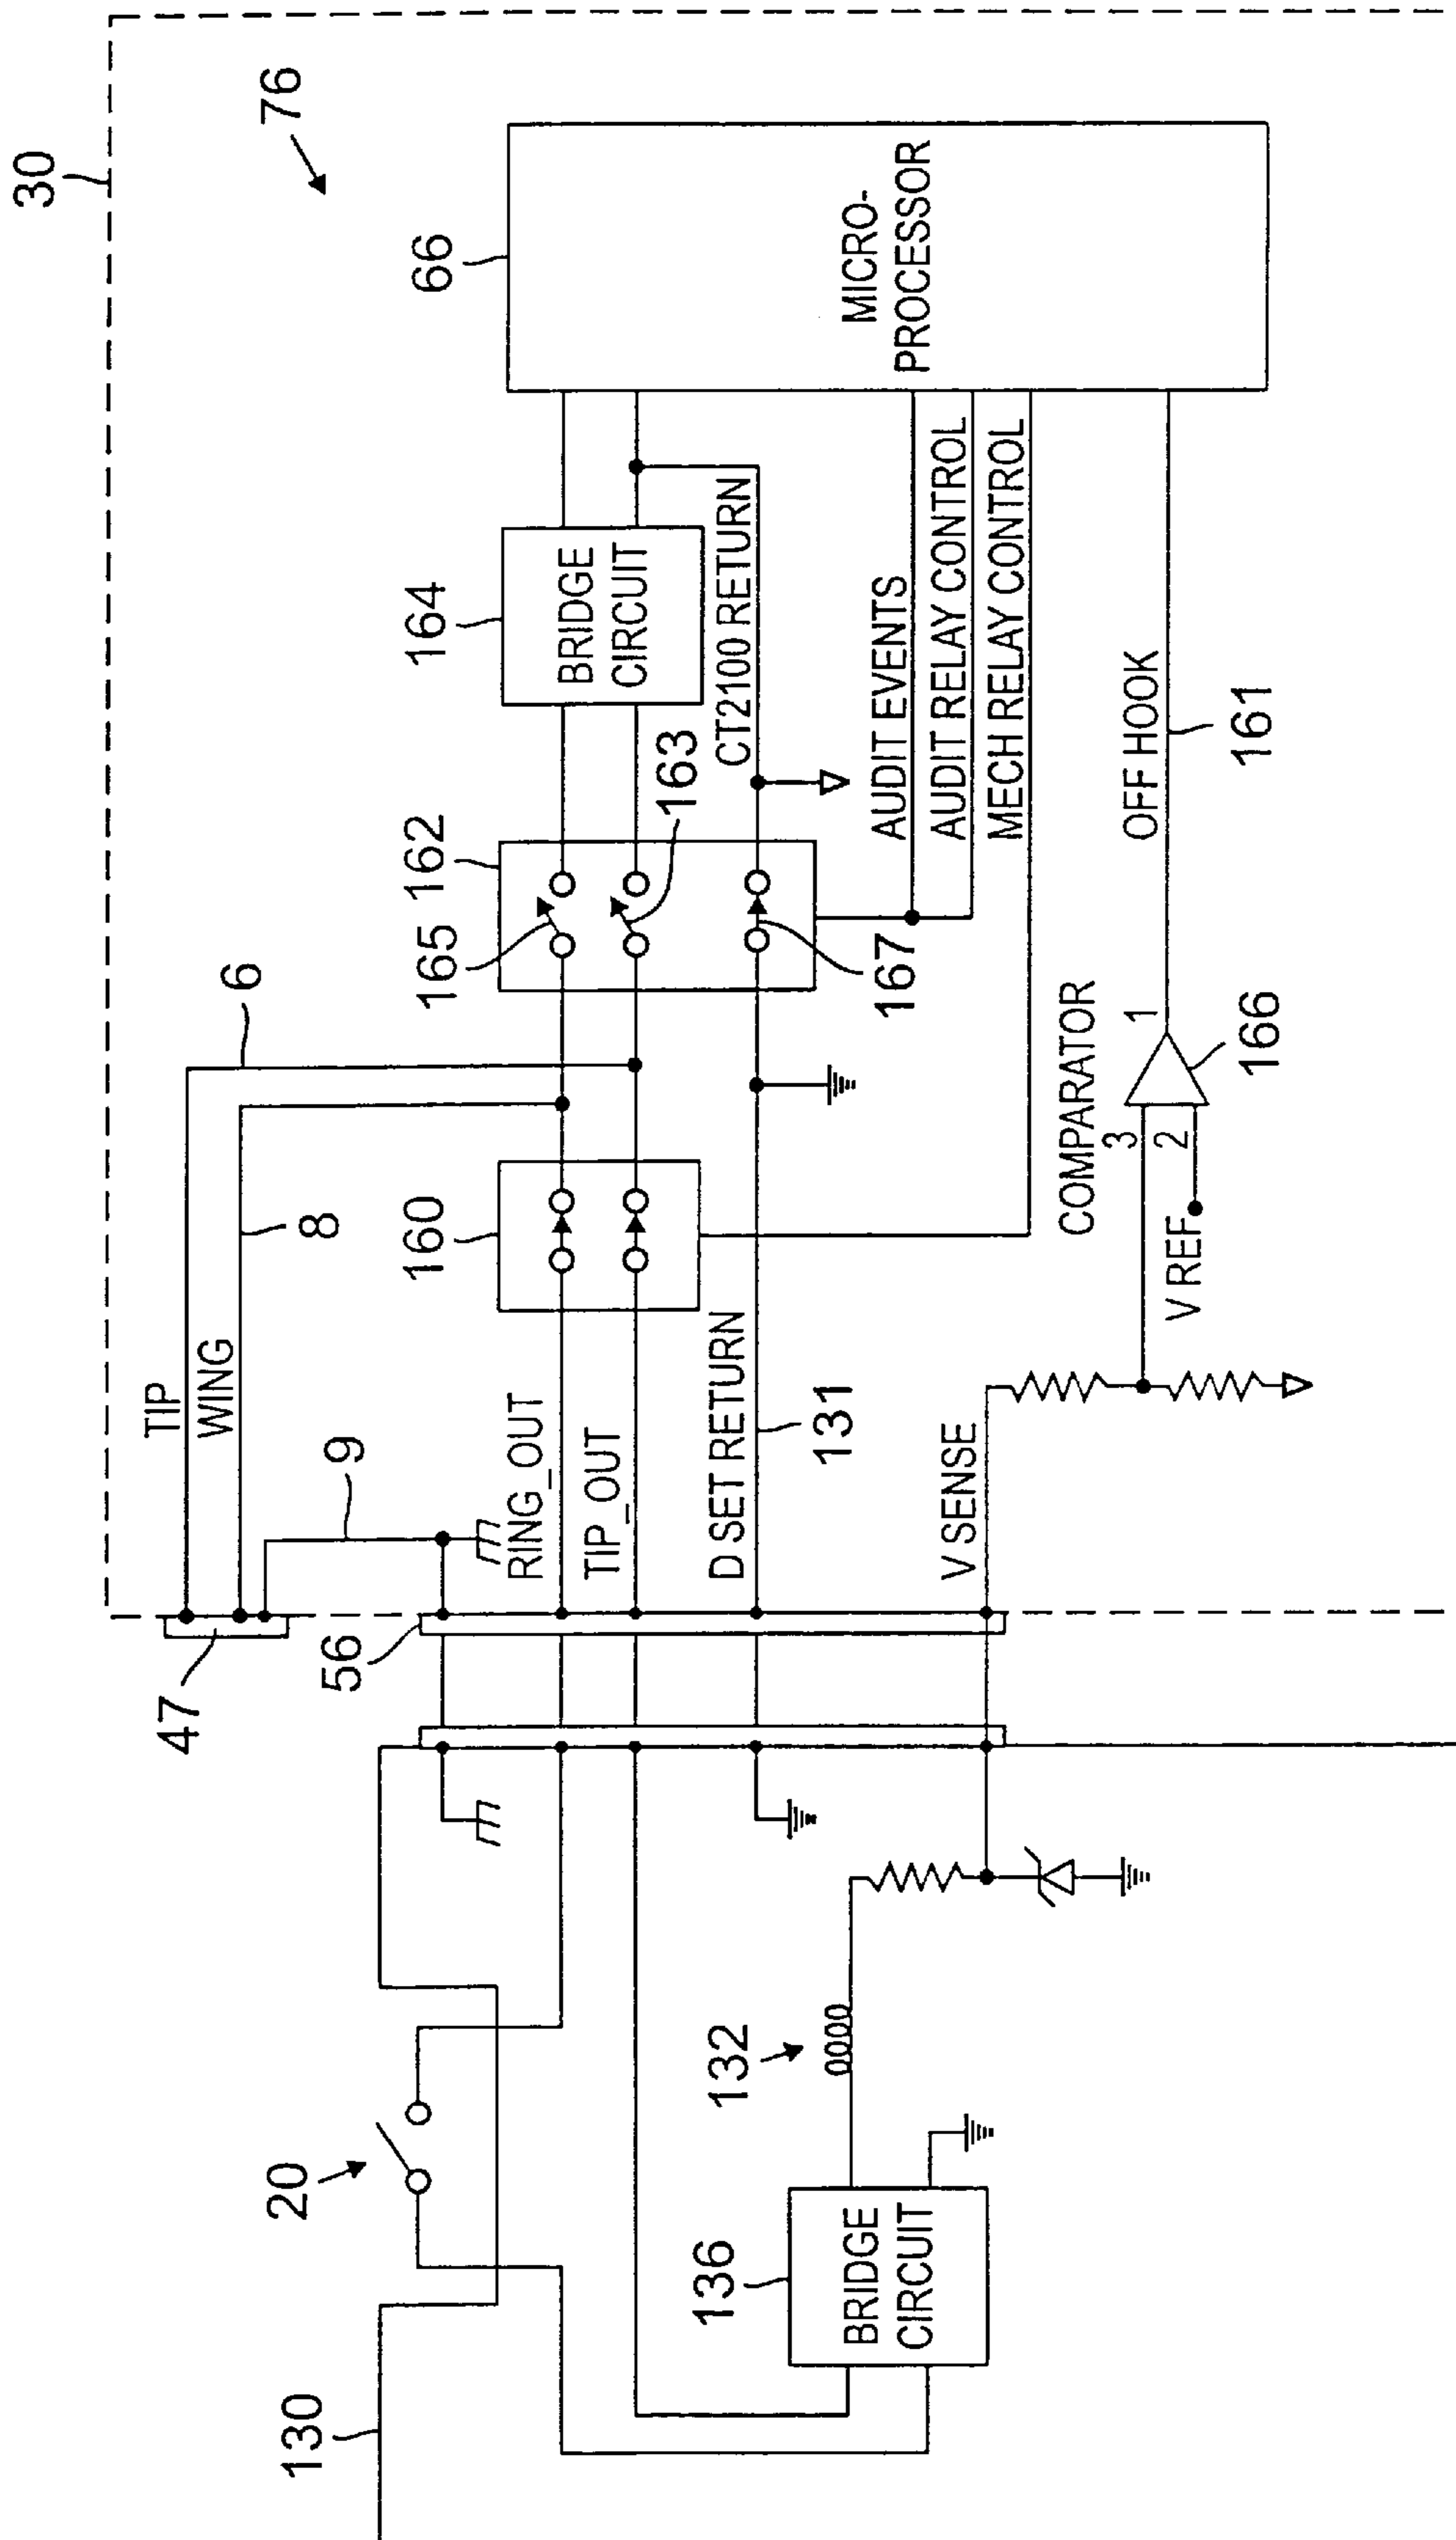 30
76
66
MICRO-
PROCESSOR
164
BRIDGE
CIRCUIT
CT2100 RETURN
AUDIT EVENTS
AUDIT RELAY CONTROL
MECH RELAY CONTROL
OFF HOOK
161
162
165
163
167
6
8
TIP
WING
9
47
56
160
RING_OUT
TIP_OUT
D SET RETURN
131
V SENSE
COMPARATOR
3
2
1
V REF
166
20
130
132
136
BRIDGE
CIRCUIT